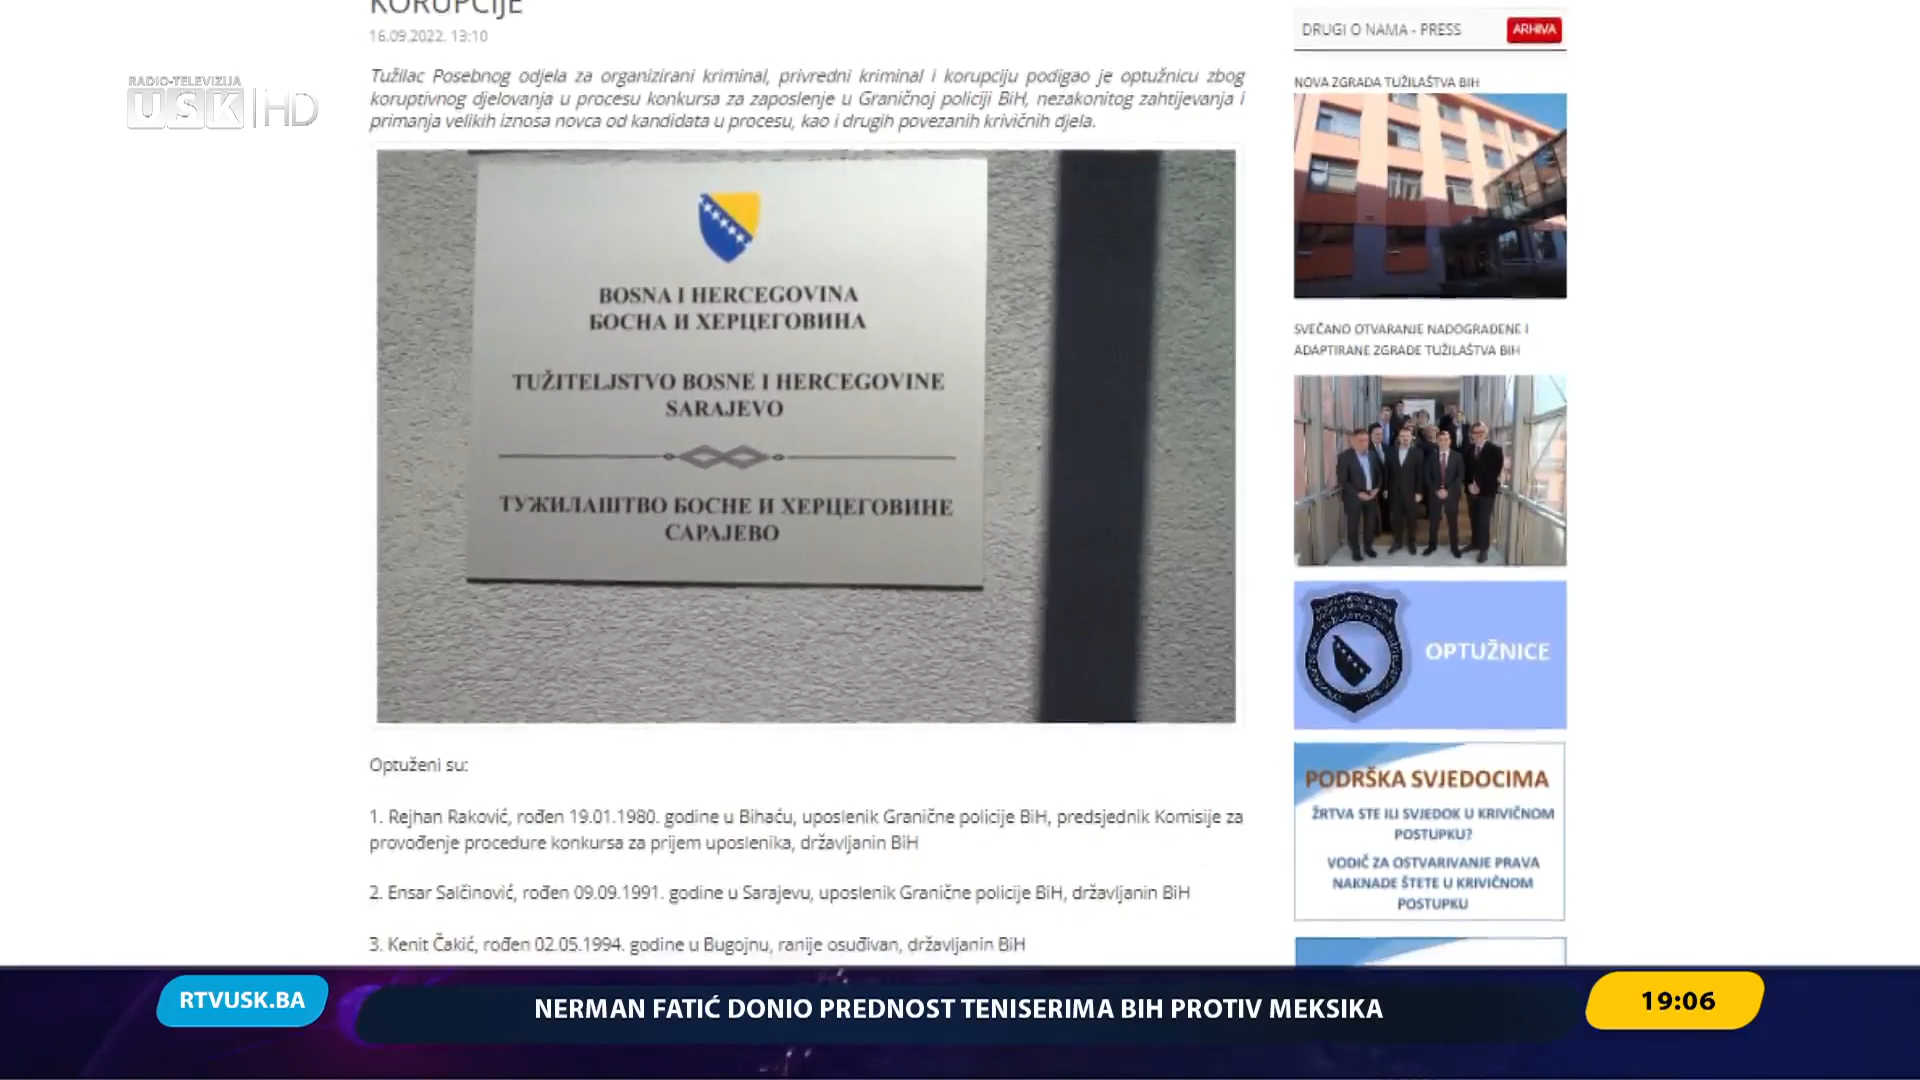 KORUPCIJE
16.09.2022. 13:10
RADIO-TELEVIZIJA
USK HD
Tužilac Posebnog odjela za organizirani kriminal, privredni kriminal i korupciju podigao je optužnicu zbog
koruptivnog djelovanja u procesu konkursa za zaposlenje u Graničnoj policiji BiH, nezakonitog zahtijevanja i
primanja velikih iznosa novca od kandidata u procesu, kao i drugih povezanih krivičnih djela.
BOSNA I HERCEGOVINA
БОСНА И ХЕРЦЕГОВИНА
TUŽITELJSTVO BOSNE I HERCEGOVINE
SARAJEVO
ТУЖИЛАШТВО БОСНЕ И ХЕРЦЕГОВИНЕ
САРАЈЕВО
Optuženi su:
1. Rejhan Raković, rođen 19.01.1980. godine u Bihaću, uposlenik Granične policije BiH, predsjednik Komisije za
provođenje procedure konkursa za prijem uposlenika, državljanin BiH
2. Ensar Salčinović, rođen 09.09.1991. godine u Sarajevu, uposlenik Granične policije BiH, državljanin BiH
3. Kenit Čakić, rođen 02.05.1994. godine u Bugojnu, ranije osuđivan, državljanin BiH
DRUGI O NAMA - PRESS
ARHIVA
NOVA ZGRADA TUŽILAŠTVA BIH
SVEČANO OTVARANJE NADOGRAĐENE I
ADAPTIRANE ZGRADE TUŽILAŠTVA BIH
OPTUŽNICE
PODRŠKA SVJEDOCIMA
ŽRTVA STE ILI SVJEDOK U KRIVIČNOM
POSTUPKU?
VODIČ ZA OSTVARIVANJE PRAVA
NAKNADE ŠTETE U KRIVIČNOM
POSTUPKU
RTVUSK.BA
NERMAN FATIĆ DONIO PREDNOST TENISERIMA BIH PROTIV MEKSIKA
19:06